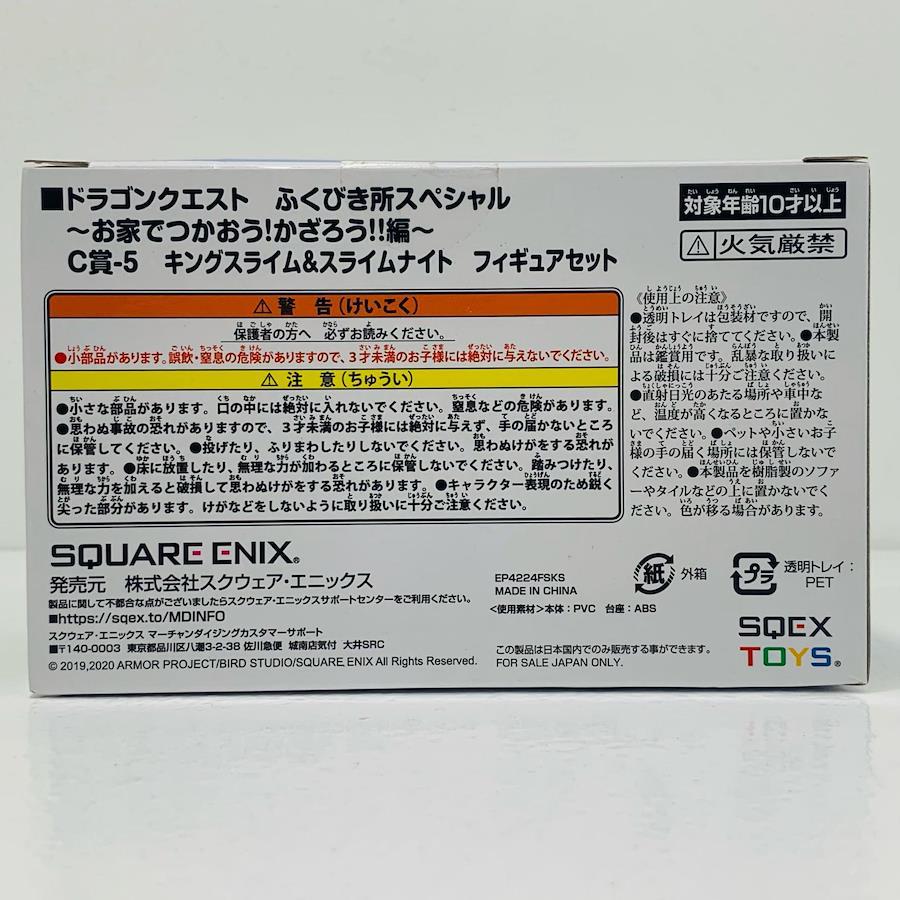 ■ドラゴンクエスト ふくびき所スペシャル
～お家でつかおう!かざろう!!編～
C賞-5 キングスライム&スライムナイト フィギュアセット
対象年齢10才以上
⚠火気厳禁
⚠ 警 告(けいこく)
保護者の方へ 必ずお読みください。
●小部品があります。誤飲・窒息の危険がありますので、3才未満のお子様には絶対に与えないでください。
⚠ 注 意(ちゅうい)
●小さな部品があります。口の中には絶対に入れないでください。窒息などの危険があります。
●思わぬ事故の恐れがありますので、3才未満のお子様には絶対に与えず、手の届かないところ
に保管してください。●投げたり、ふりまわしたりしないでください。思わぬけがをする恐れが
あります。●床に放置したり、無理な力が加わるところに保管しないでください。踏みつけたり、
無理な力を加えると破損して思わぬけがをする恐れがあります。●キャラクター表現のため鋭く
尖った部分があります。けがなどをしないように取り扱いに十分ご注意ください。
《使用上の注意》
●透明トレイは包装材ですので、開
封後はすぐに捨ててください。●本製
品は鑑賞用です。乱暴な取り扱いに
よる破損には十分ご注意ください。
●直射日光のあたる場所や車中な
ど、温度が高くなるところに置かな
いでください。●ペットや小さいお子
様の手の届く場所には保管しないで
ください。●本製品を樹脂製のソファ
ーやタイルなどの上に置かないでく
ださい。色が移る場合があります。
SQUARE ENIX®
発売元 株式会社スクウェア・エニックス
製品に関して不都合な点がございましたらスクウェア・エニックスサポートセンターをご利用ください。
■https://sqex.to/MDINFO
スクウェア・エニックス マーチャンダイジングカスタマーサポート
■〒140-0003 東京都品川区八潮3-2-38 佐川急便 城南店気付 大井SRC
© 2019,2020 ARMOR PROJECT/BIRD STUDIO/SQUARE ENIX All Rights Reserved.
EP4224FSKS
MADE IN CHINA
<使用素材>本体:PVC 台座:ABS
この製品は日本国内でのみ販売する事ができます。
FOR SALE JAPAN ONLY.
紙 外箱
プラ 透明トレイ:
PET
SQEX
TOYS®